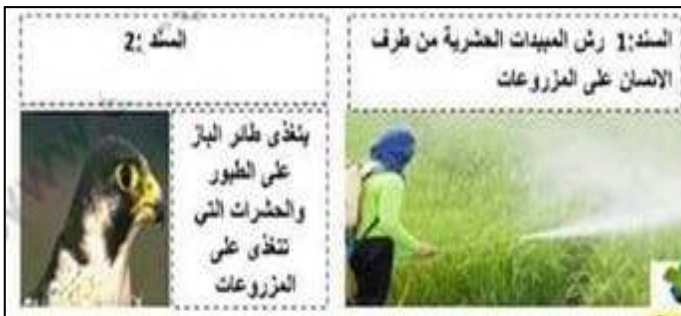 السند:1 رش المبيدات الحشرية من طرف
الانسان على المزروعات
السند :2
يتغذى طائر الباز
على الطيور
والحشرات التي
تتغذى على
المزروعات